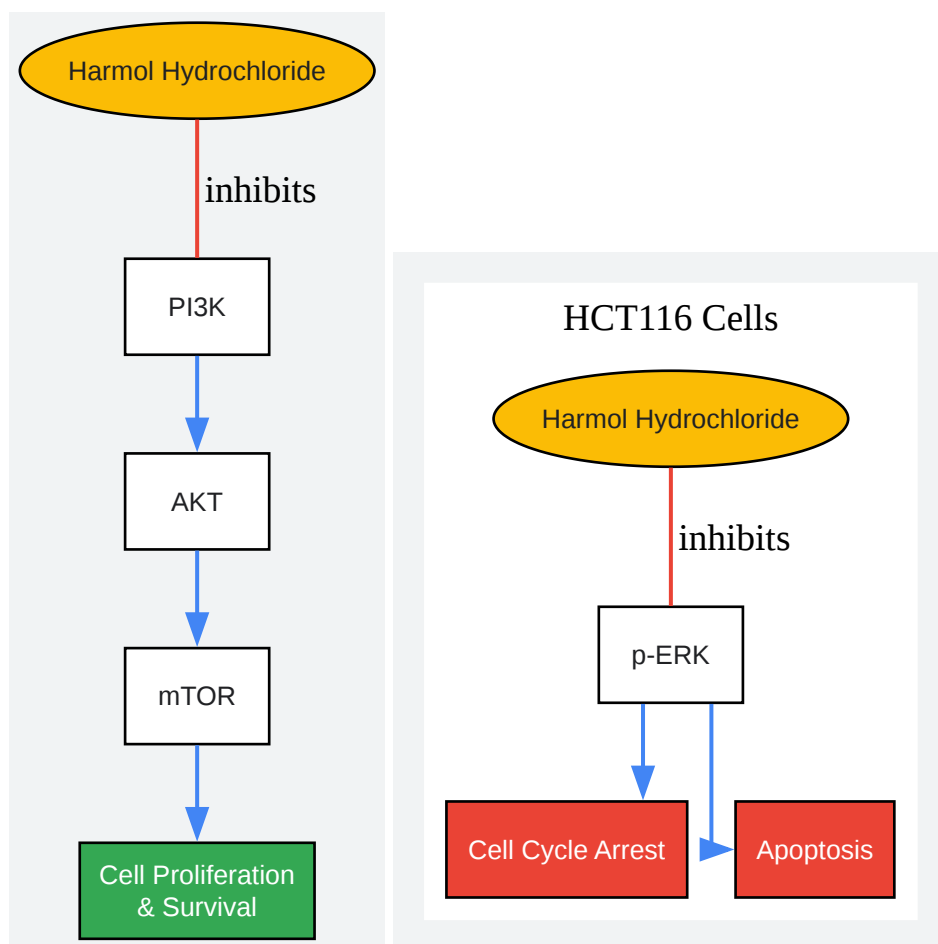 Harmol Hydrochloride
inhibits
PI3K
AKT
mTOR
Cell Proliferation
& Survival
HCT116 Cells
Harmol Hydrochloride
inhibits
p-ERK
Cell Cycle Arrest
Apoptosis